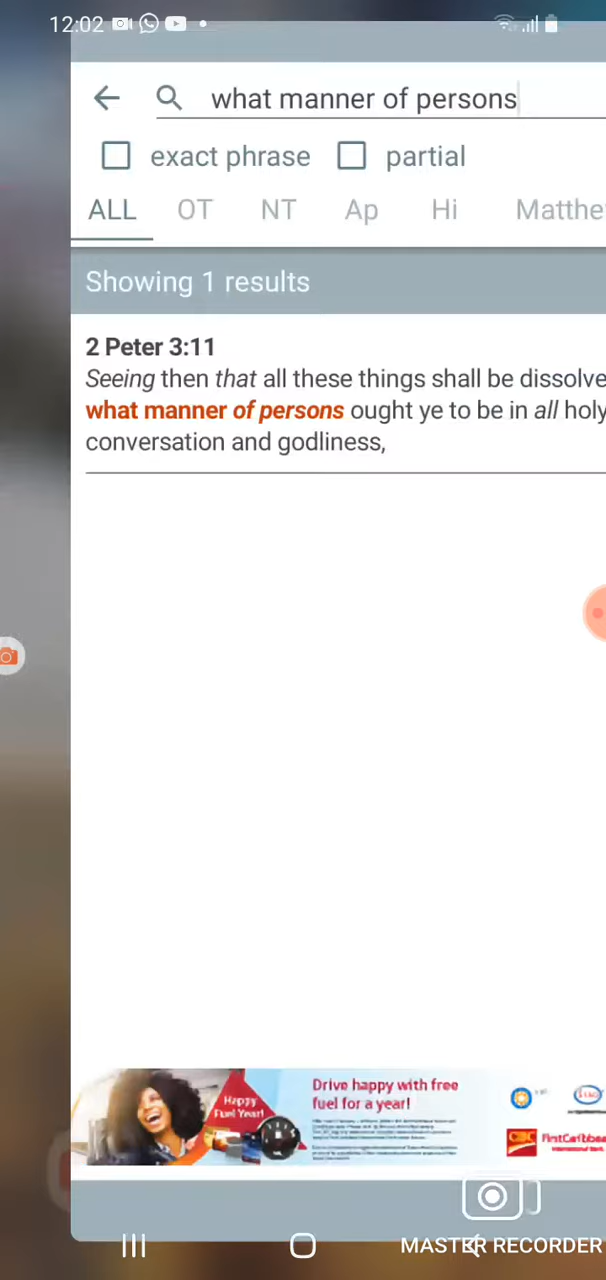 12:02
what manner of persons
exact phrase partial
ALL OT NT Ap Hi Matthe
Showing 1 results
2 Peter 3:11
Seeing then that all these things shall be dissolve
what manner of persons ought ye to be in all holy
conversation and godliness,
Happy
Fuel Year!
Drive happy with free
fuel for a year!
CIBC FirstCaribbea
MASTER RECORDER